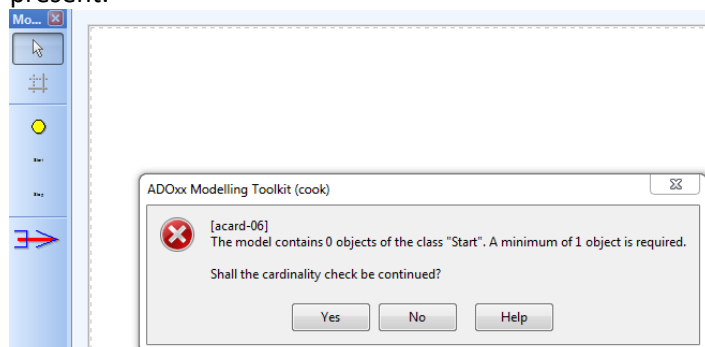 present.
Mo...
Start
ADOxx Modelling Toolkit (cook)
[acard-06]
The model contains 0 objects of the class "Start". A minimum of 1 object is required.
Shall the cardinality check be continued?
Yes No Help